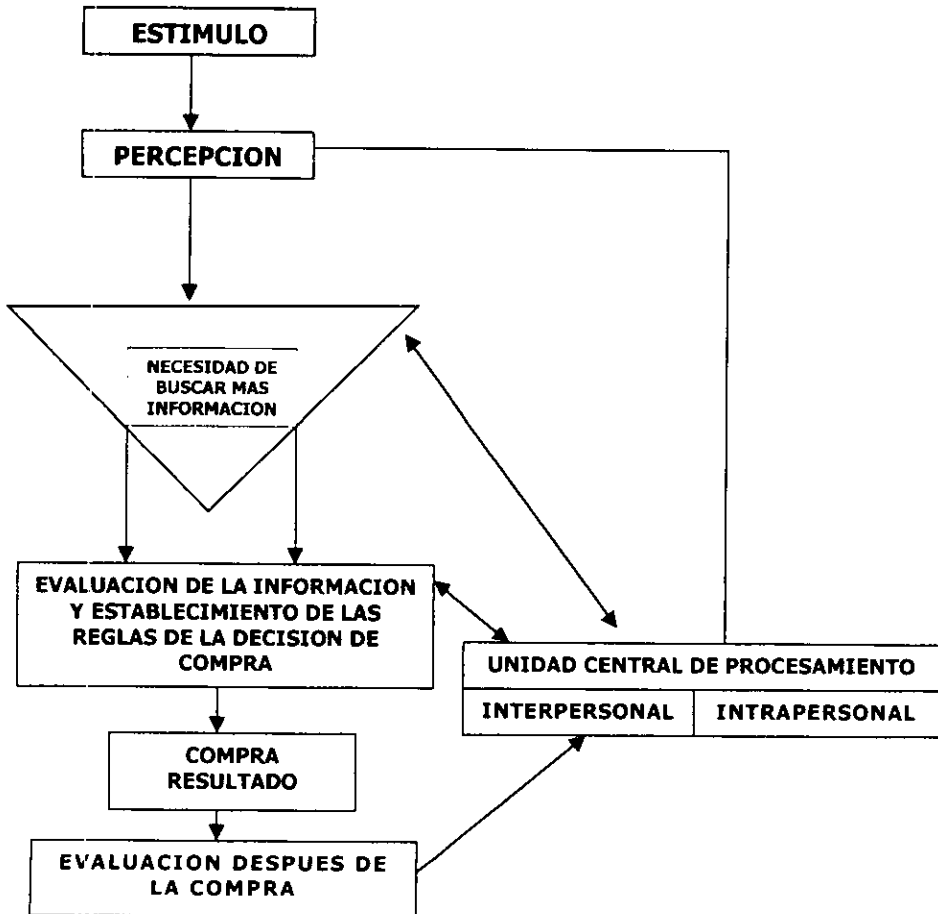 ESTIMULO
PERCEPCION
NECESIDAD DE
BUSCAR MAS
INFORMACION
EVALUACION DE LA INFORMACION
Y ESTABLECIMIENTO DE LAS
REGLAS DE LA DECISION DE
COMPRA
UNIDAD CENTRAL DE PROCESAMIENTO
INTERPERSONAL
INTRAPERSONAL
COMPRA
RESULTADO
EVALUACION DESPUES DE
LA COMPRA